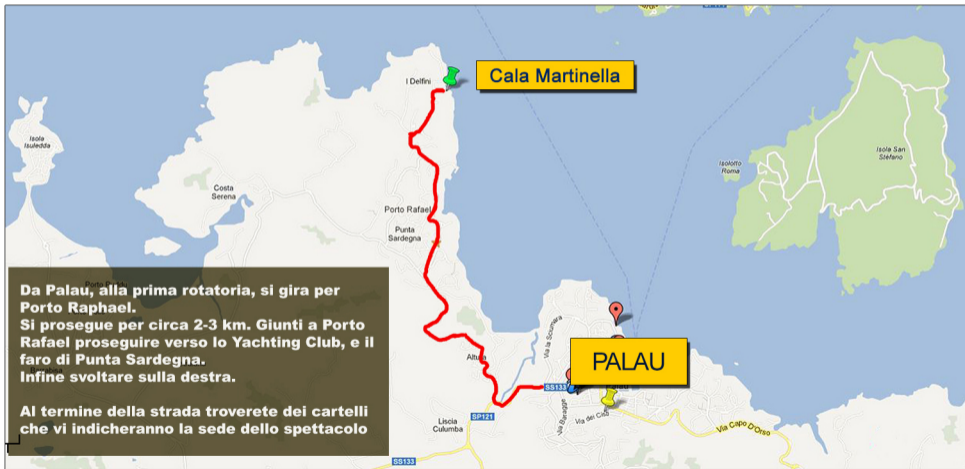 Cala Martinella
I Delfini
Isola
Isuledda
Costa
Serena
Isolotto
Roma
Isola San
Stefano
Porto Rafael
Punta
Sardegna
Da Palau, alla prima rotatoria, si gira per
Porto Raphael.
Si prosegue per circa 2-3 km. Giunti a Porto
Rafael proseguire verso lo Yachting Club, e il
faro di Punta Sardegna.
Infine svoltare sulla destra.
Al termine della strada troverete dei cartelli
che vi indicheranno la sede dello spettacolo
Via la Sciumara
Altura
PALAU
SS133
Via Baragge
Via dei Cisti
SP121
Liscia
Culumba
Via Capo D'Orso
SS133